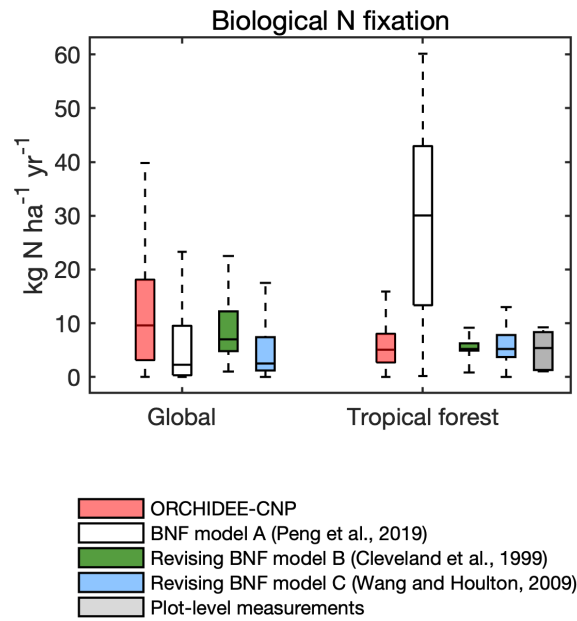 Biological N fixation
kg N ha⁻¹ yr⁻¹
60
50
40
30
20
10
0
Global Tropical forest
ORCHIDEE-CNP
BNF model A (Peng et al., 2019)
Revising BNF model B (Cleveland et al., 1999)
Revising BNF model C (Wang and Houlton, 2009)
Plot-level measurements